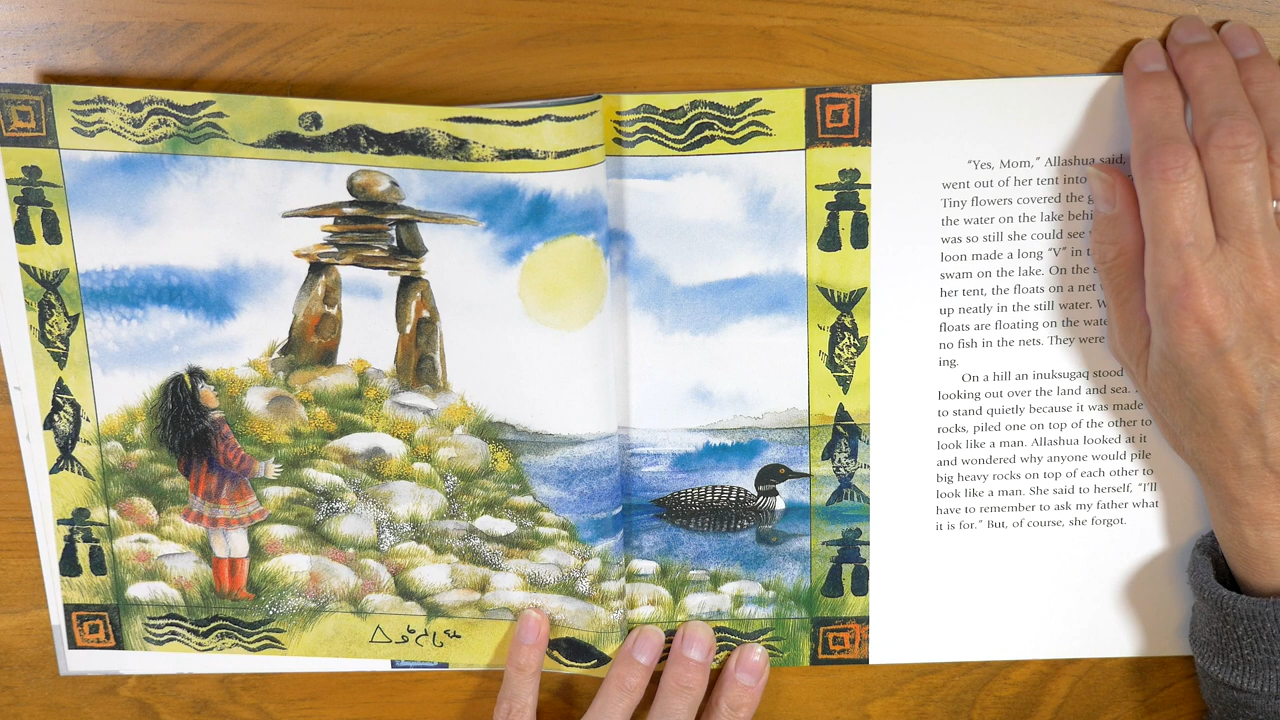 "Yes, Mom," Allashua said,
went out of her tent into
Tiny flowers covered the
the water on the lake
was so still she could see
loon made a long "V" in
swam on the lake. On the
her tent, the floats on a net
up neatly in the still water.
floats are floating on the
no fish in the nets. They were
ing.
On a hill an inuksugaq stood
looking out over the land and sea.
to stand quietly because it was made
rocks, piled one on top of the other to
look like a man. Allashua looked at it
and wondered why anyone would pile
big heavy rocks on top of each other to
look like a man. She said to herself, "I'll
have to remember to ask my father what
it is for." But, of course, she forgot.